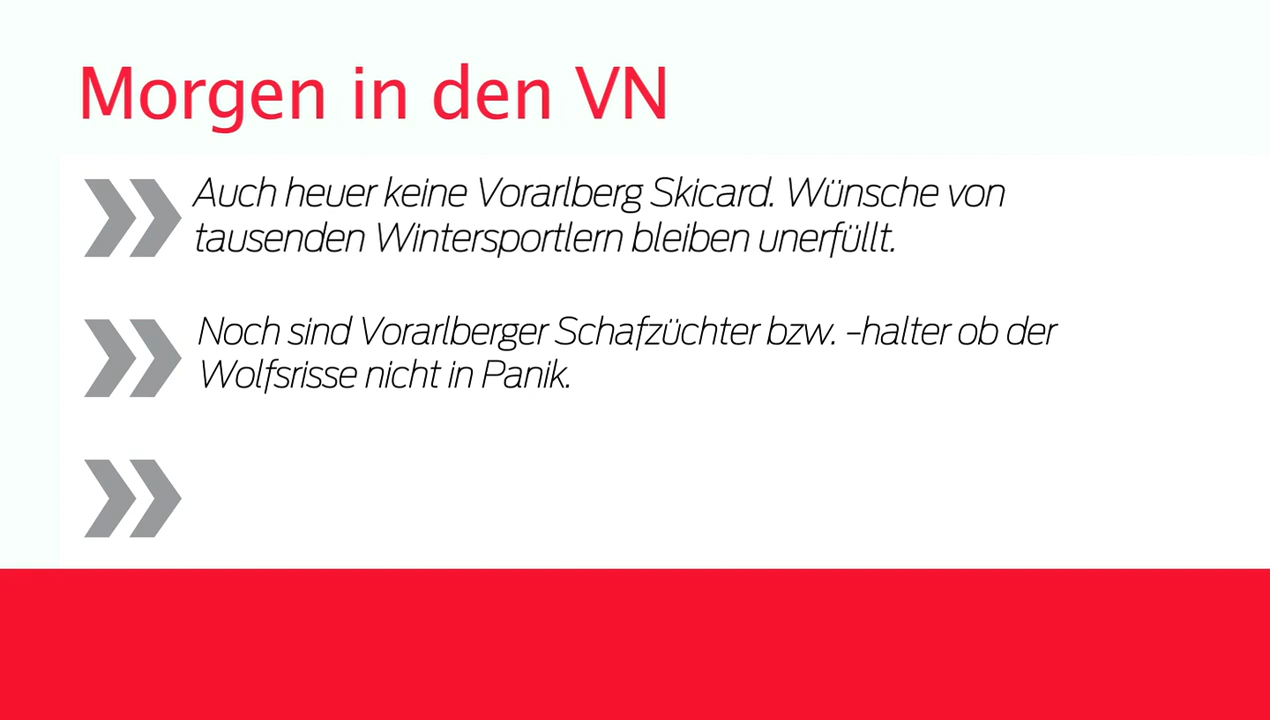 Morgen in den VN
Auch heuer keine Vorarlberg Skicard. Wünsche von
tausenden Wintersportlern bleiben unerfüllt.
Noch sind Vorarlberger Schafzüchter bzw. -halter ob der
Wolfsrisse nicht in Panik.